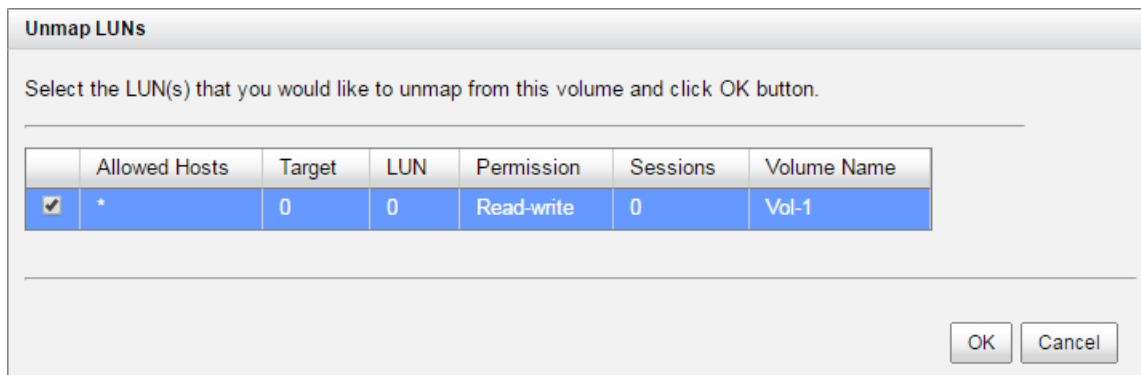 Unmap LUNs
Select the LUN(s) that you would like to unmap from this volume and click OK button.
Allowed Hosts Target LUN Permission Sessions Volume Name
* 0 0 Read-write 0 Vol-1
OK Cancel